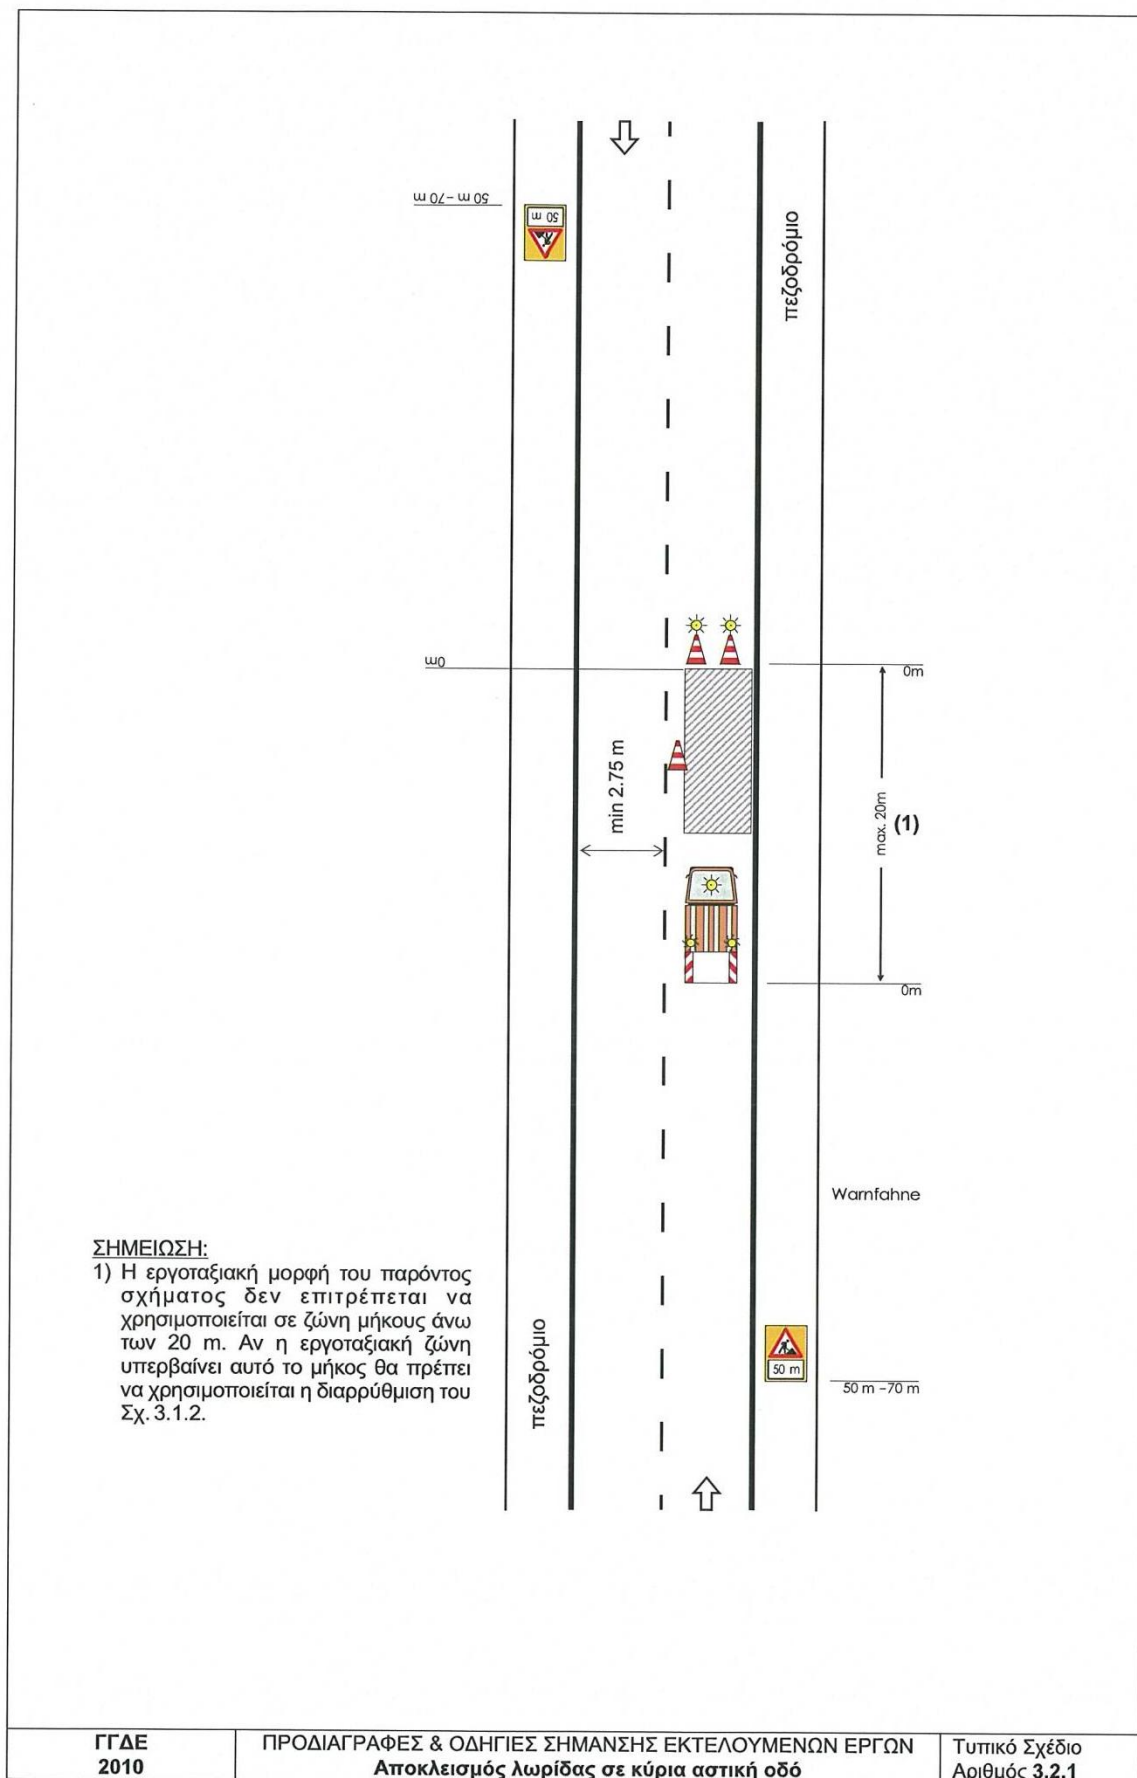 50 m -70 m
50 m
πεζοδρόμιο
0m
0m
min 2.75 m
max. 20m
(1)
0m
Warnfahne
ΣΗΜΕΙΩΣΗ:
1) Η εργοταξιακή μορφή του παρόντος
σχήματος δεν επιτρέπεται να
χρησιμοποιείται σε ζώνη μήκους άνω
των 20 m. Αν η εργοταξιακή ζώνη
υπερβαίνει αυτό το μήκος θα πρέπει
να χρησιμοποιείται η διαρρύθμιση του
Σχ. 3.1.2.
πεζοδρόμιο
50 m
50 m -70 m
ΓΓΔΕ
2010
ΠΡΟΔΙΑΓΡΑΦΕΣ & ΟΔΗΓΙΕΣ ΣΗΜΑΝΣΗΣ ΕΚΤΕΛΟΥΜΕΝΩΝ ΕΡΓΩΝ
Αποκλεισμός λωρίδας σε κύρια αστική οδό
Τυπικό Σχέδιο
Αριθμός 3.2.1